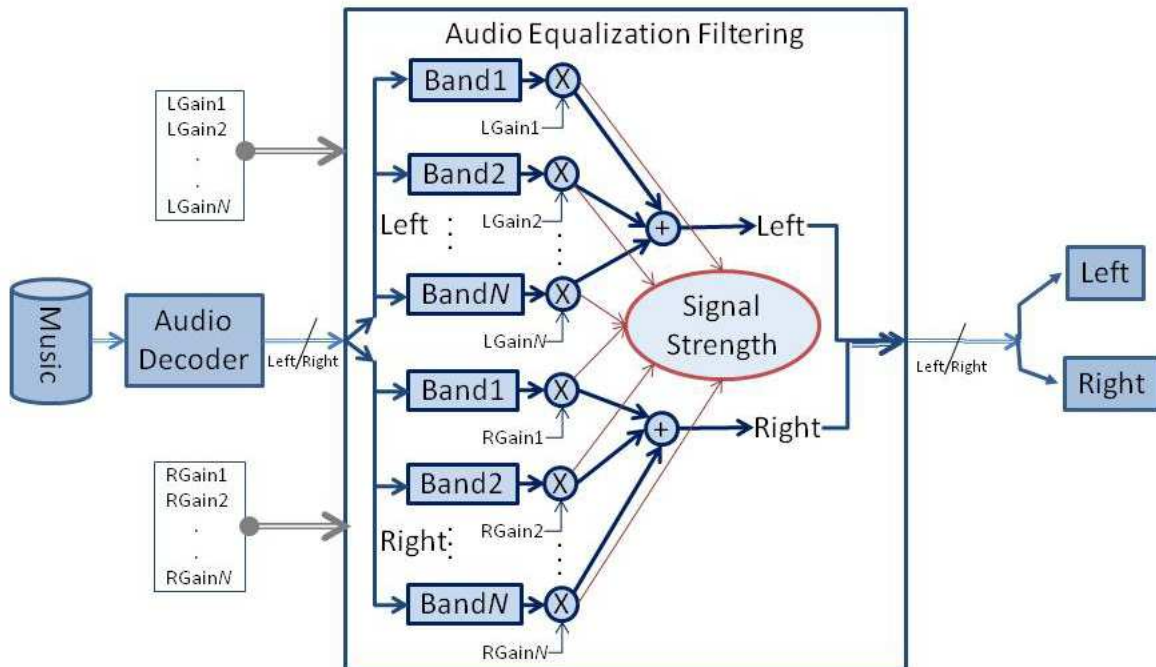 Audio Equalization Filtering
LGain1
LGain2
.
.
LGainN
Band1
X
LGain1
Band2
X
LGain2
Left
+
Left
BandN
X
LGainN
Signal
Strength
Music
Audio
Decoder
Left/Right
Left/Right
Left
Right
Band1
X
RGain1
+
Right
Band2
X
RGain2
RGain1
RGain2
.
.
RGainN
Right
BandN
X
RGainN